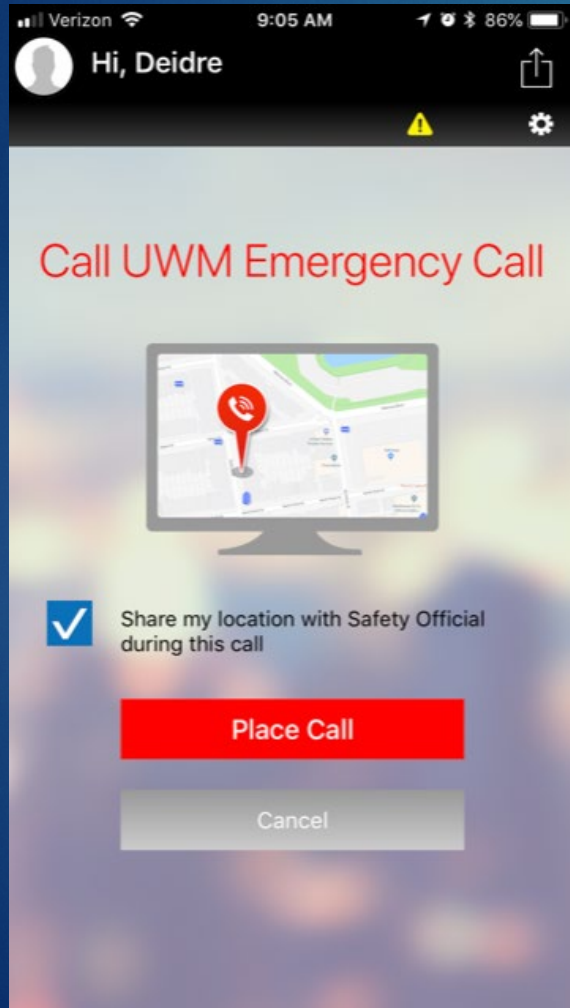 Verizon 9:05 AM 86%
Hi, Deidre
Call UWM Emergency Call
Share my location with Safety Official
during this call
Place Call
Cancel